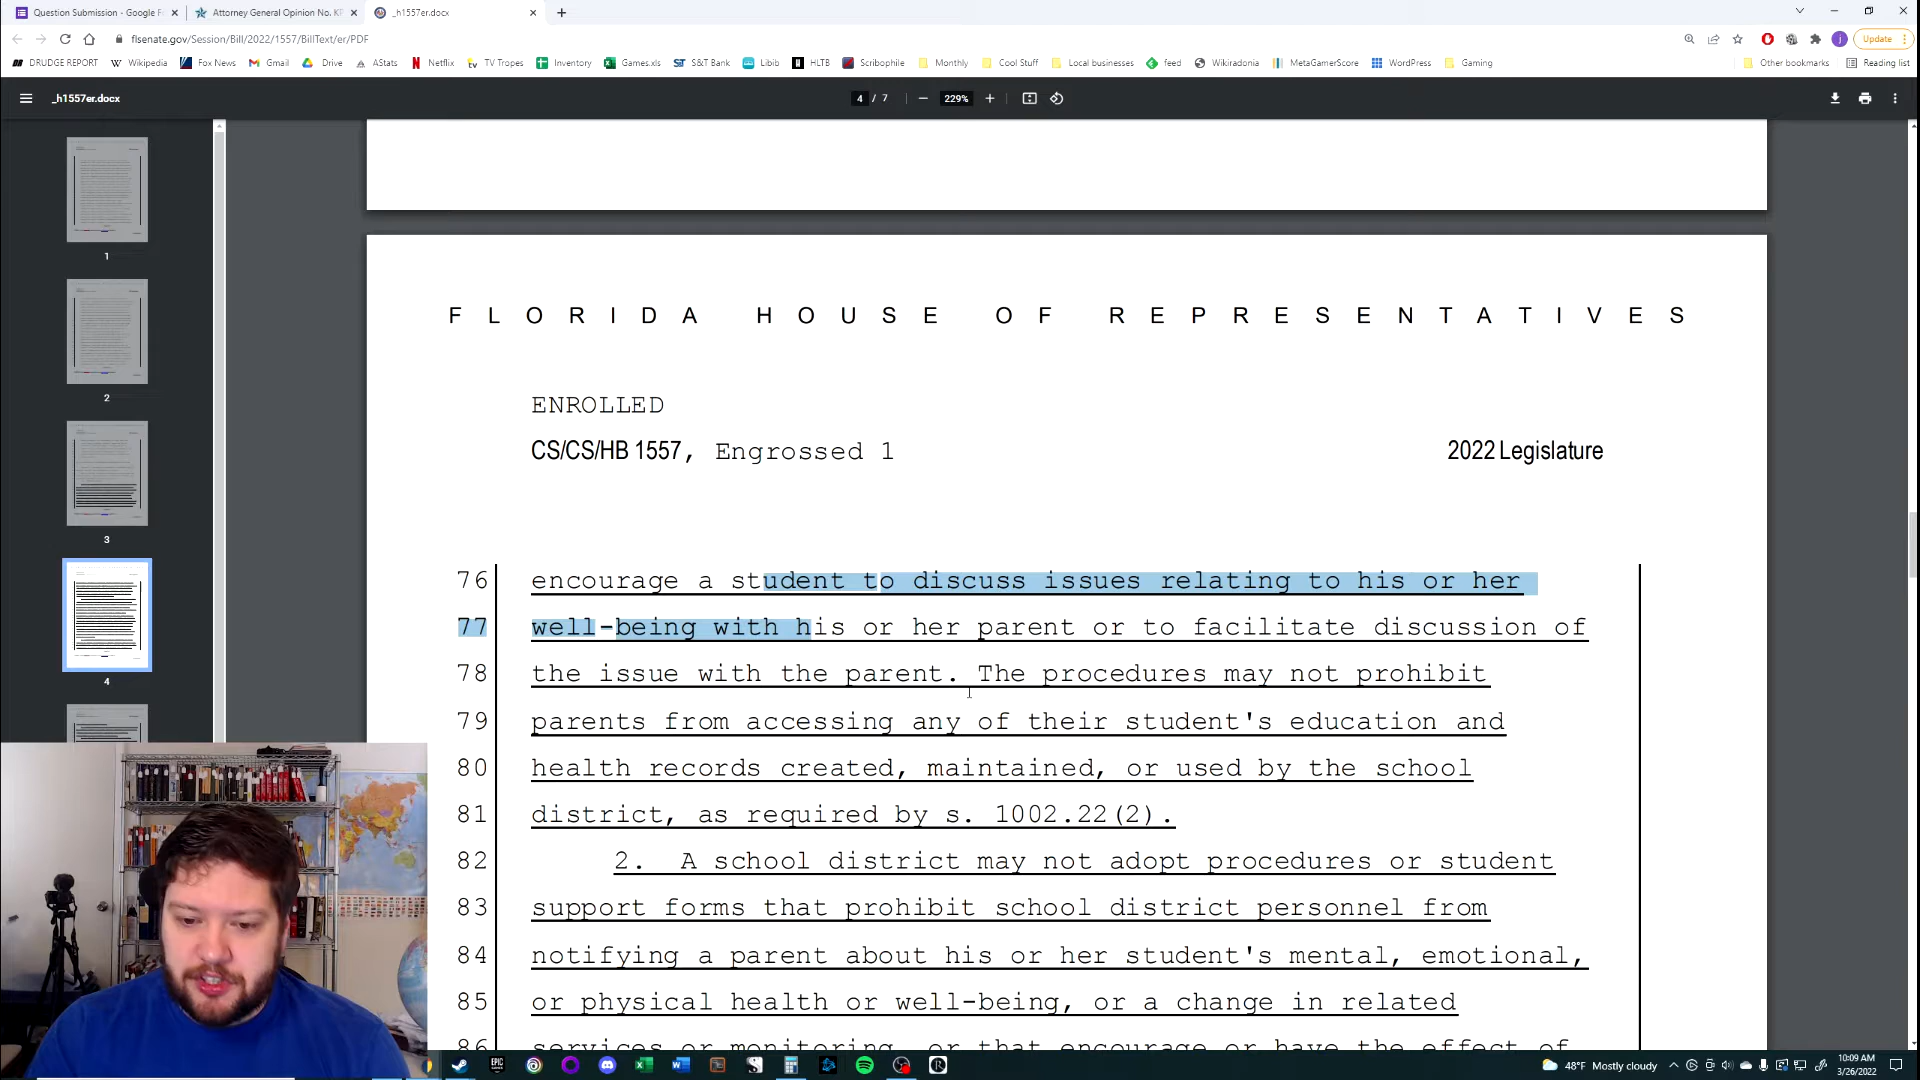 Question Submission - Google F
Attorney General Opinion No. KP
_h1557er.docx
flsenate.gov/Session/Bill/2022/1557/BillText/er/PDF
Update
DRUDGE REPORT
Wikipedia
Fox News
Gmail
Drive
AStats
Netflix
TV Tropes
Inventory
Games.xls
S&T Bank
Libib
HLTB
Scribophile
Monthly
Cool Stuff
Local businesses
feed
Wikiradonia
MetaGamerScore
WordPress
Gaming
Other bookmarks
Reading list
_h1557er.docx
4 / 7
229%
1
2
3
4
FLORIDA HOUSE OF REPRESENTATIVES
ENROLLED
CS/CS/HB 1557, Engrossed 1
2022 Legislature
76 encourage a student to discuss issues relating to his or her
77 well-being with his or her parent or to facilitate discussion of
78 the issue with the parent. The procedures may not prohibit
79 parents from accessing any of their student's education and
80 health records created, maintained, or used by the school
81 district, as required by s. 1002.22(2).
82 2. A school district may not adopt procedures or student
83 support forms that prohibit school district personnel from
84 notifying a parent about his or her student's mental, emotional,
85 or physical health or well-being, or a change in related
86 services or monitoring, or that encourage or have the effect of
48°F Mostly cloudy
10:09 AM
3/26/2022